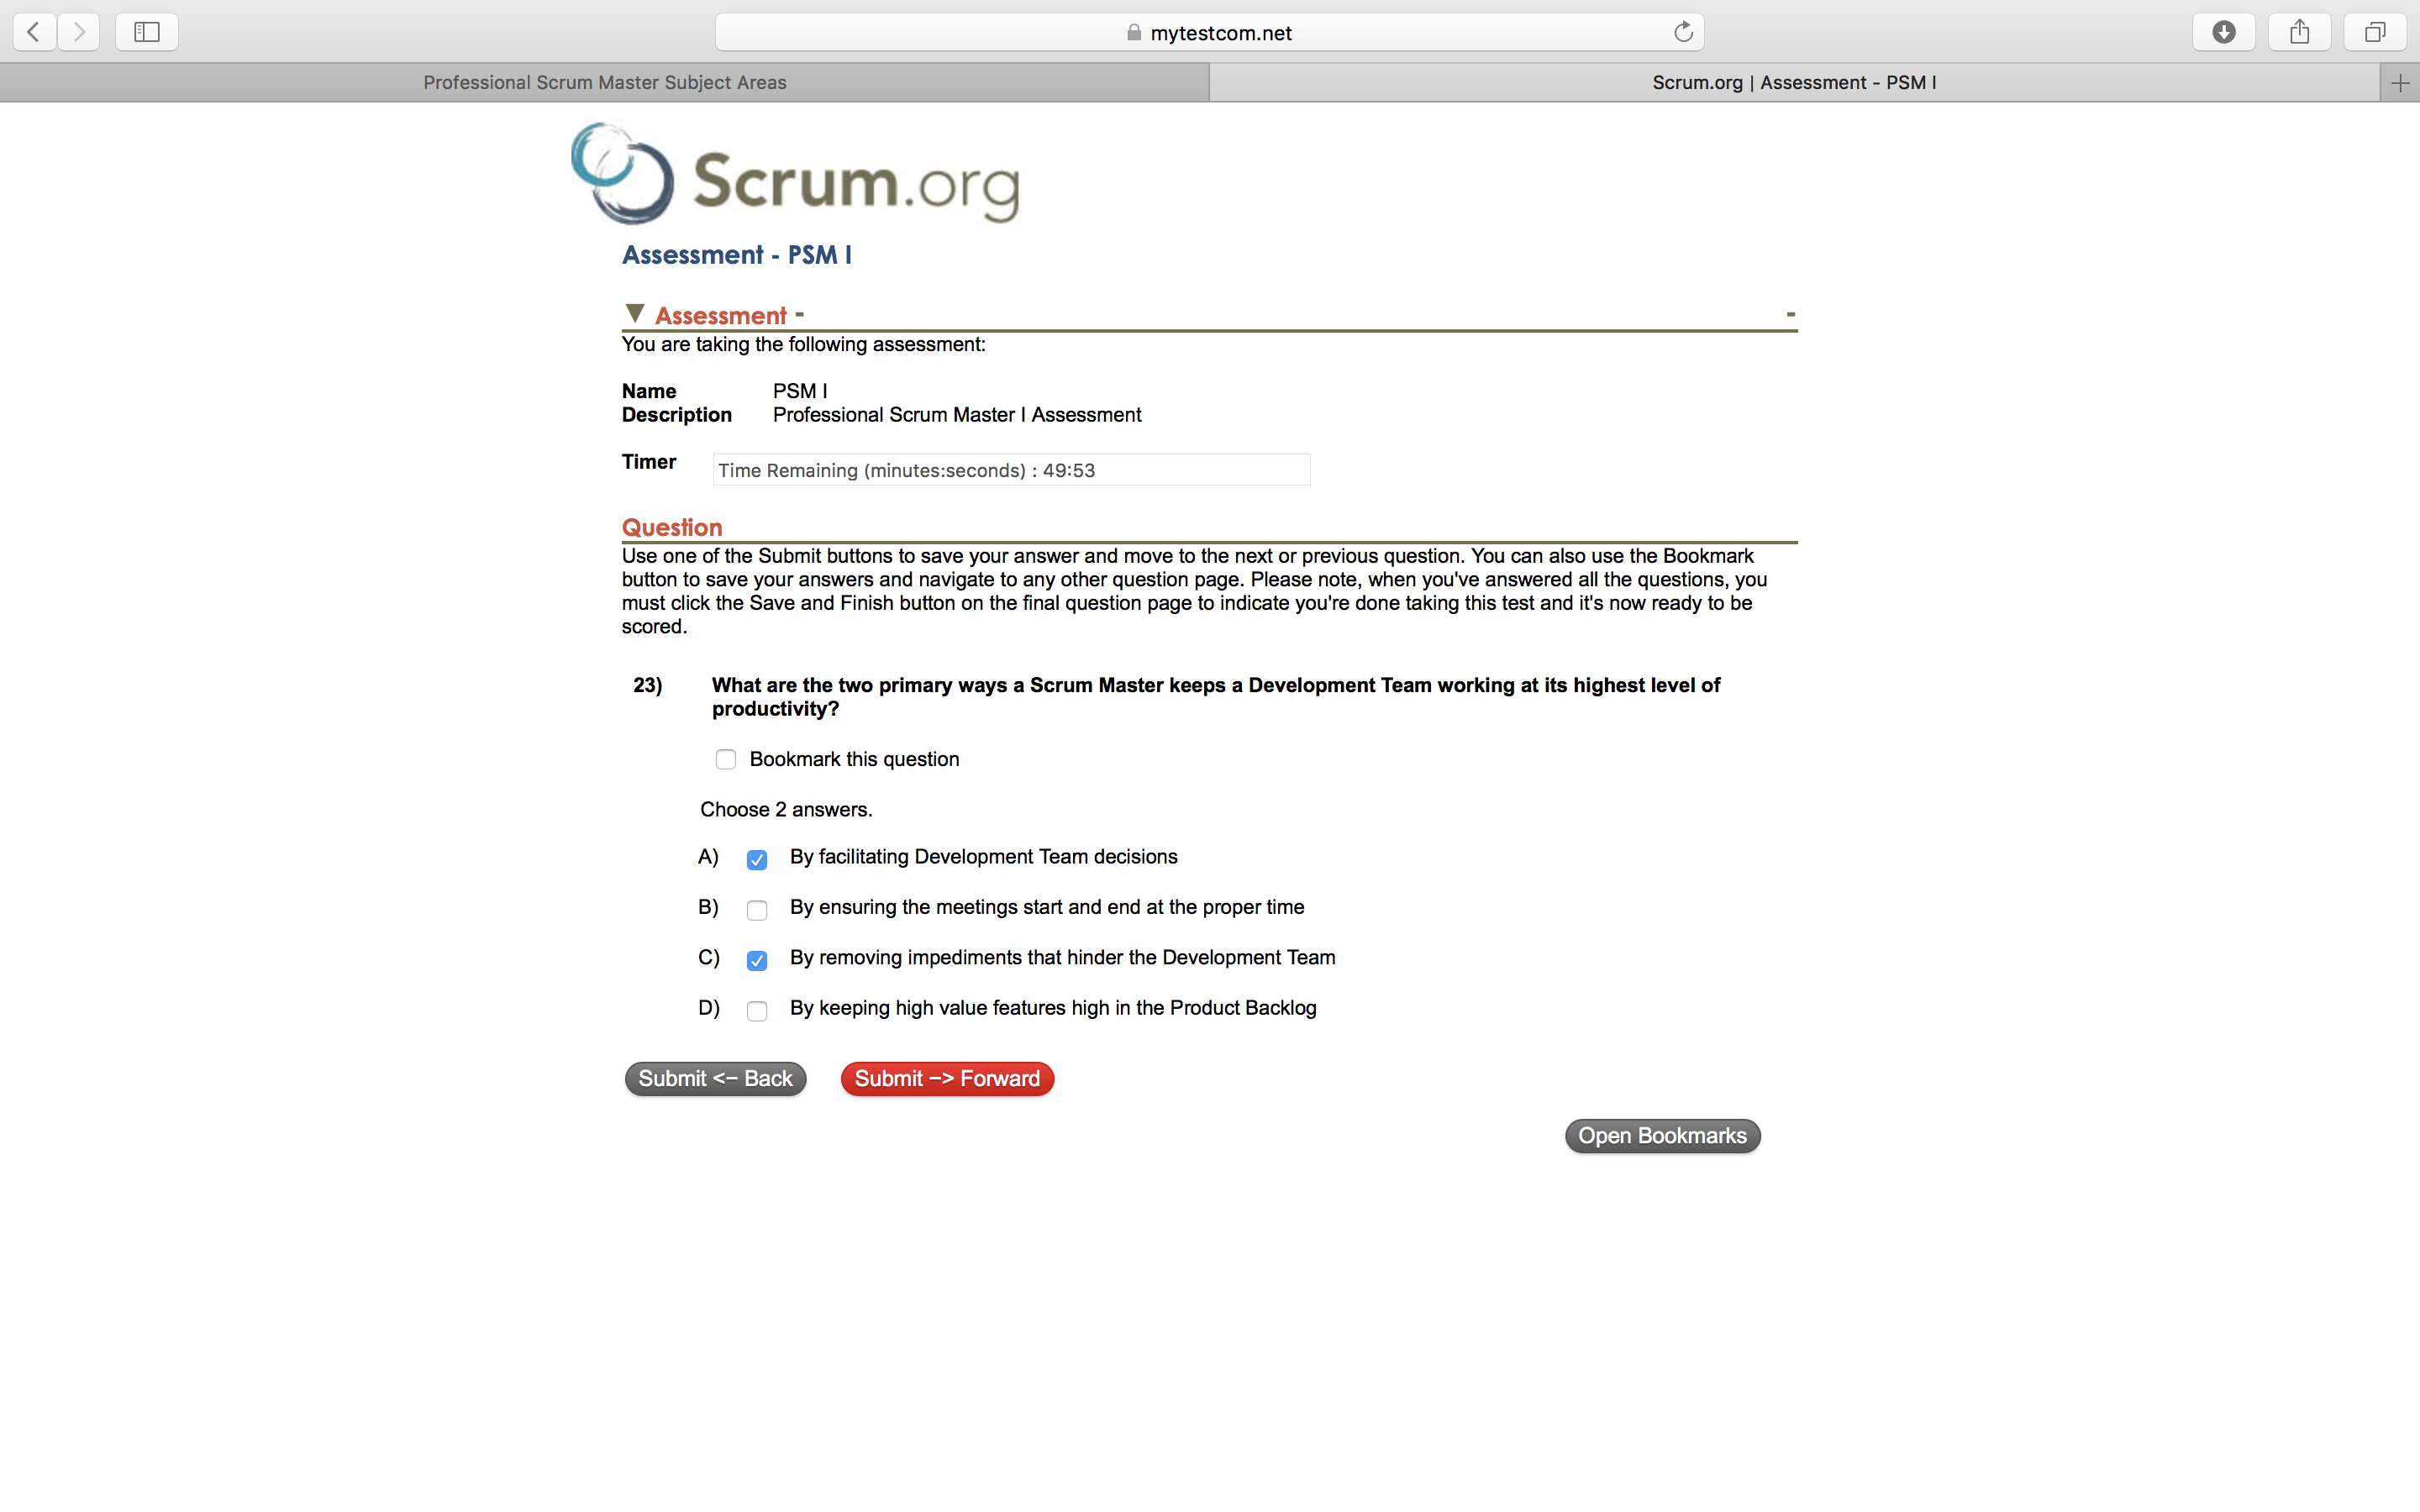 mytestcom.net
Professional Scrum Master Subject Areas
Scrum.org | Assessment - PSM I
Scrum.org
Assessment - PSM I
▼ Assessment - -
You are taking the following assessment:
Name PSM I
Description Professional Scrum Master I Assessment
Timer Time Remaining (minutes:seconds) : 49:53
Question
Use one of the Submit buttons to save your answer and move to the next or previous question. You can also use the Bookmark
button to save your answers and navigate to any other question page. Please note, when you've answered all the questions, you
must click the Save and Finish button on the final question page to indicate you're done taking this test and it's now ready to be
scored.
23) What are the two primary ways a Scrum Master keeps a Development Team working at its highest level of
productivity?
Bookmark this question
Choose 2 answers.
A) By facilitating Development Team decisions
B) By ensuring the meetings start and end at the proper time
C) By removing impediments that hinder the Development Team
D) By keeping high value features high in the Product Backlog
Submit <- Back Submit -> Forward
Open Bookmarks